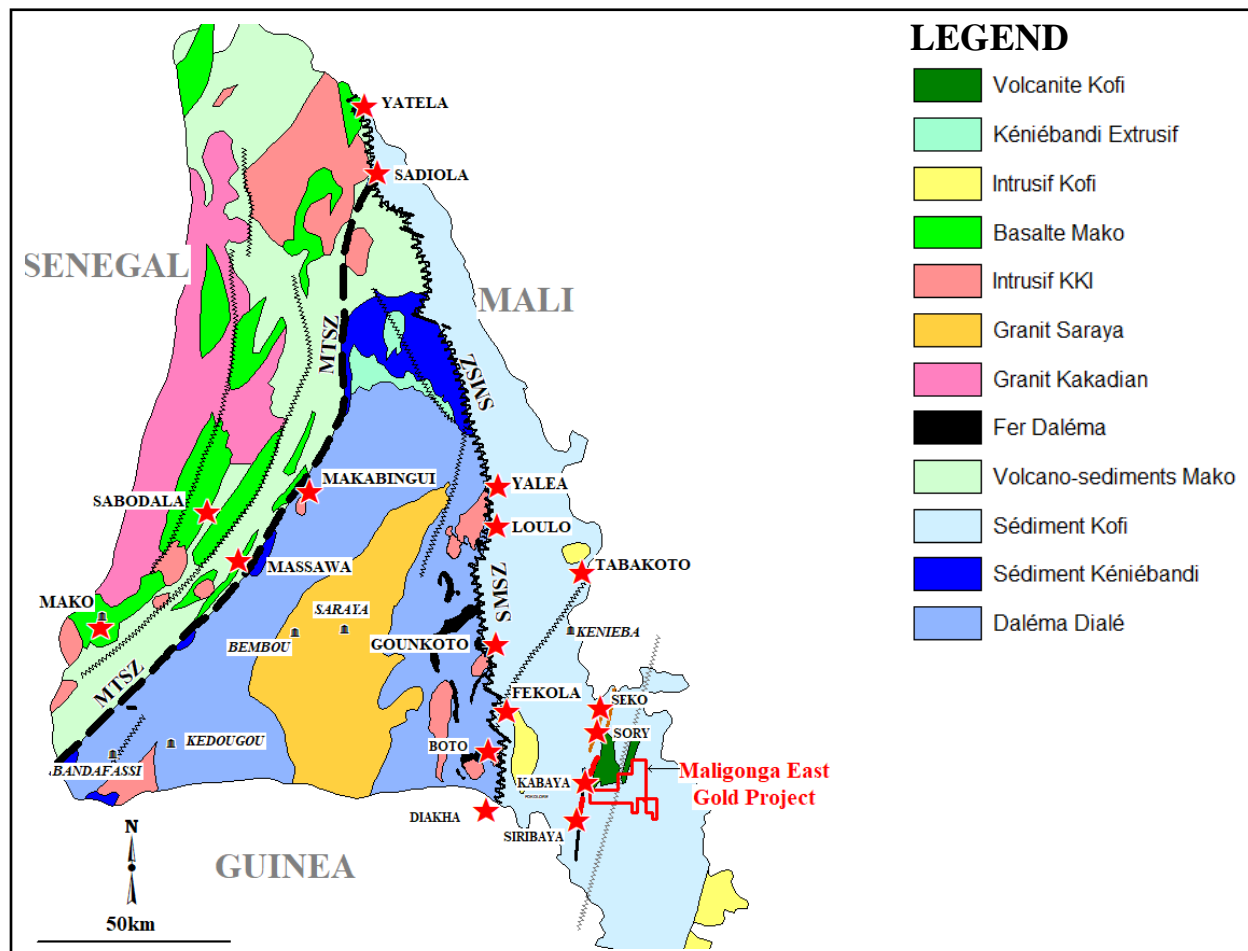 LEGEND
Volcanite Kofi
Kéniébandi Extrusif
Intrusif Kofi
Basalte Mako
Intrusif KKI
Granit Saraya
Granit Kakadian
Fer Daléma
Volcano-sediments Mako
Sédiment Kofi
Sédiment Kéniébandi
Daléma Dialé
YATELA
SADIOLA
SENEGAL
MALI
MTSZ
SMSZ
MAKABINGUI
YALEA
SABODALA
LOULO
MASSAWA
TABAKOTO
MAKO
SARAYA
SMSZ
BEMBOU
GOUNKOTO
KENIEBA
MTSZ
FEKOLA
SEKO
SORY
KEDOUGOU
BOTO
BANDAFASSI
KABAYA
Maligonga East
Gold Project
DIAKHA
SIRIBAYA
N
GUINEA
50km